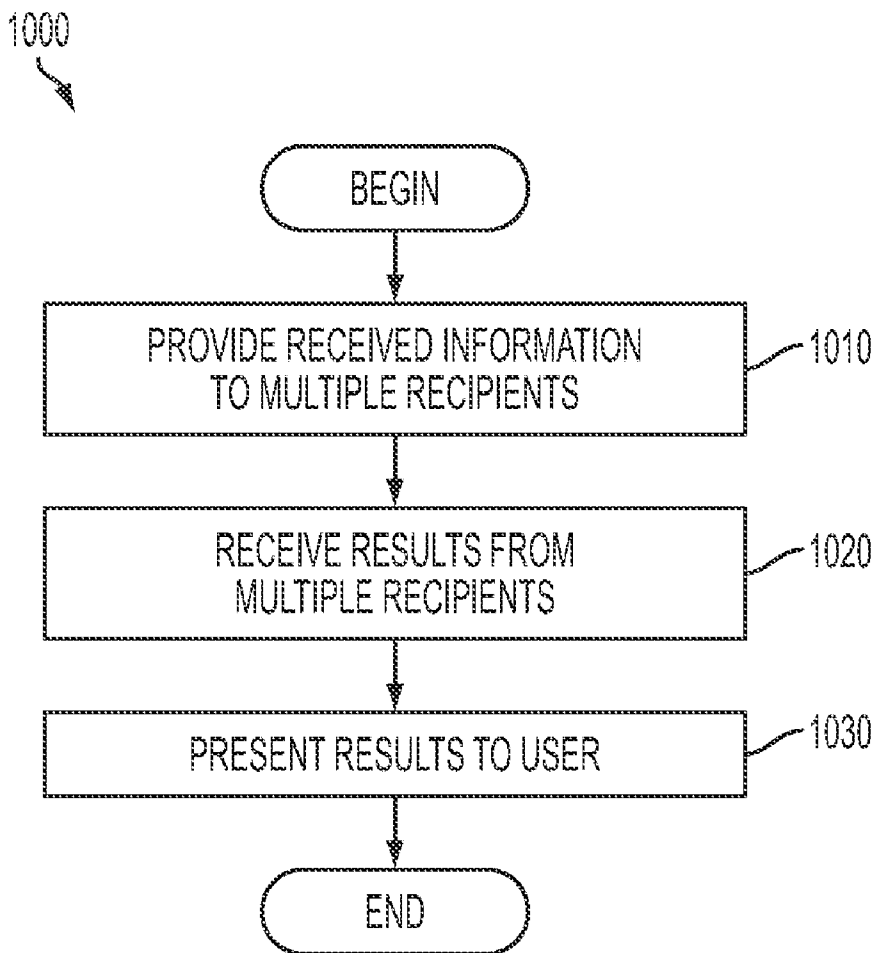 1000
BEGIN
PROVIDE RECEIVED INFORMATION
TO MULTIPLE RECIPIENTS
1010
RECEIVE RESULTS FROM
MULTIPLE RECIPIENTS
1020
PRESENT RESULTS TO USER
1030
END